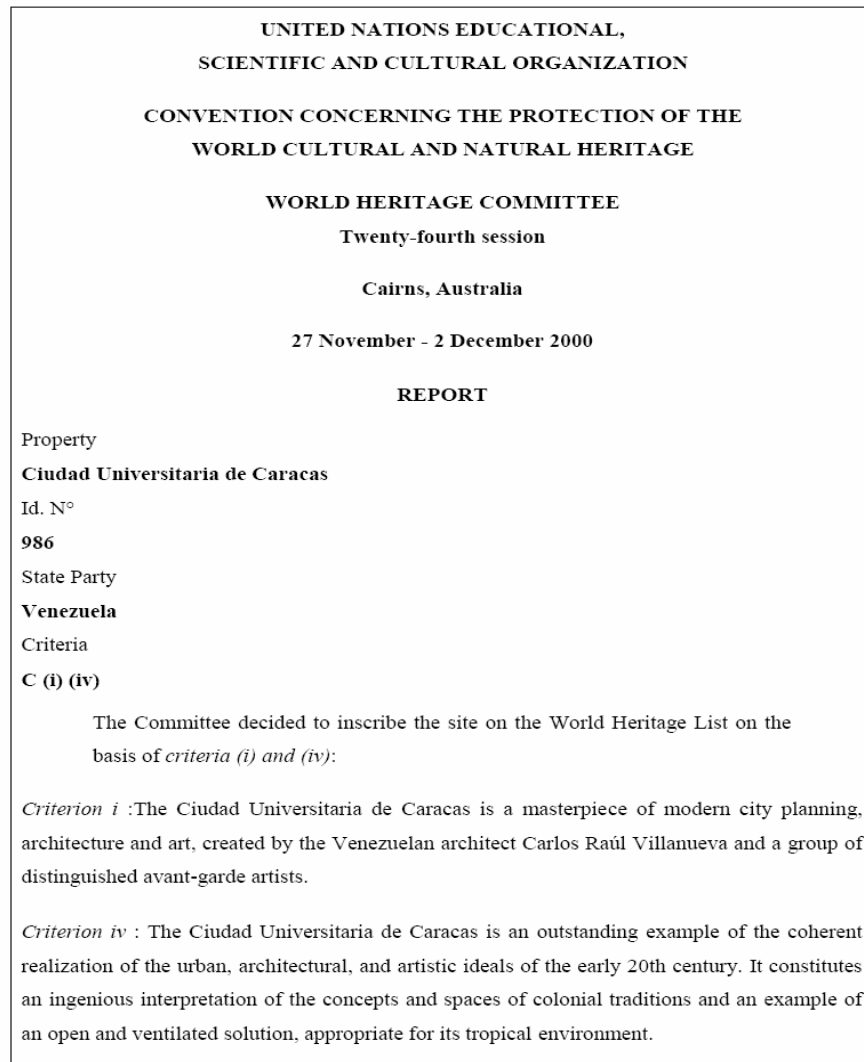 UNITED NATIONS EDUCATIONAL,
SCIENTIFIC AND CULTURAL ORGANIZATION
CONVENTION CONCERNING THE PROTECTION OF THE
WORLD CULTURAL AND NATURAL HERITAGE
WORLD HERITAGE COMMITTEE
Twenty-fourth session
Cairns, Australia
27 November - 2 December 2000
REPORT
Property
Ciudad Universitaria de Caracas
Id. N°
986
State Party
Venezuela
Criteria
C (i) (iv)
The Committee decided to inscribe the site on the World Heritage List on the
basis of criteria (i) and (iv):
Criterion i :The Ciudad Universitaria de Caracas is a masterpiece of modern city planning,
architecture and art, created by the Venezuelan architect Carlos Raúl Villanueva and a group of
distinguished avant-garde artists.
Criterion iv : The Ciudad Universitaria de Caracas is an outstanding example of the coherent
realization of the urban, architectural, and artistic ideals of the early 20th century. It constitutes
an ingenious interpretation of the concepts and spaces of colonial traditions and an example of
an open and ventilated solution, appropriate for its tropical environment.